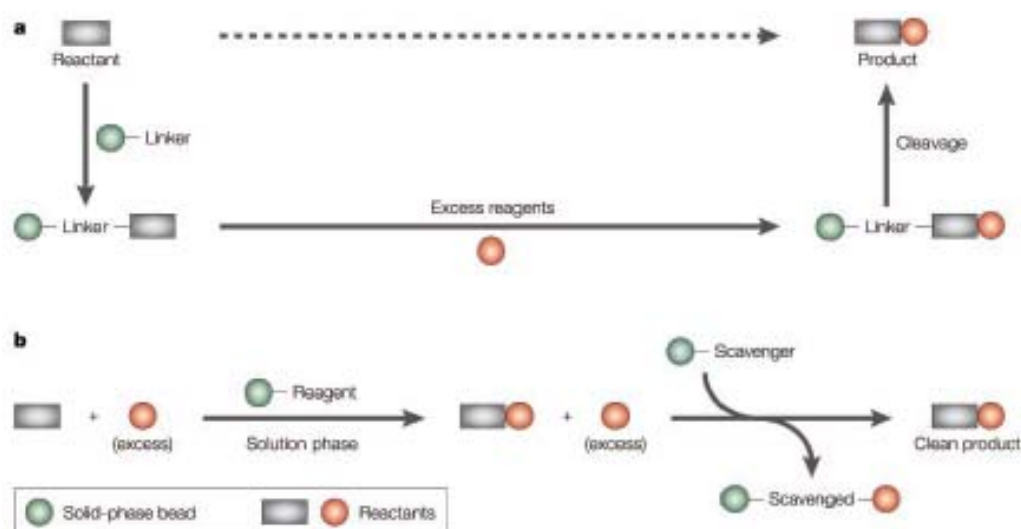 a
Reactant
Product
Linker
Cleavage
Linker
Excess reagents
Linker
b
Scavenger
Reagent
+
(excess)
Solution phase
+
(excess)
Clean product
Scavenged
Solid-phase bead
Reactants